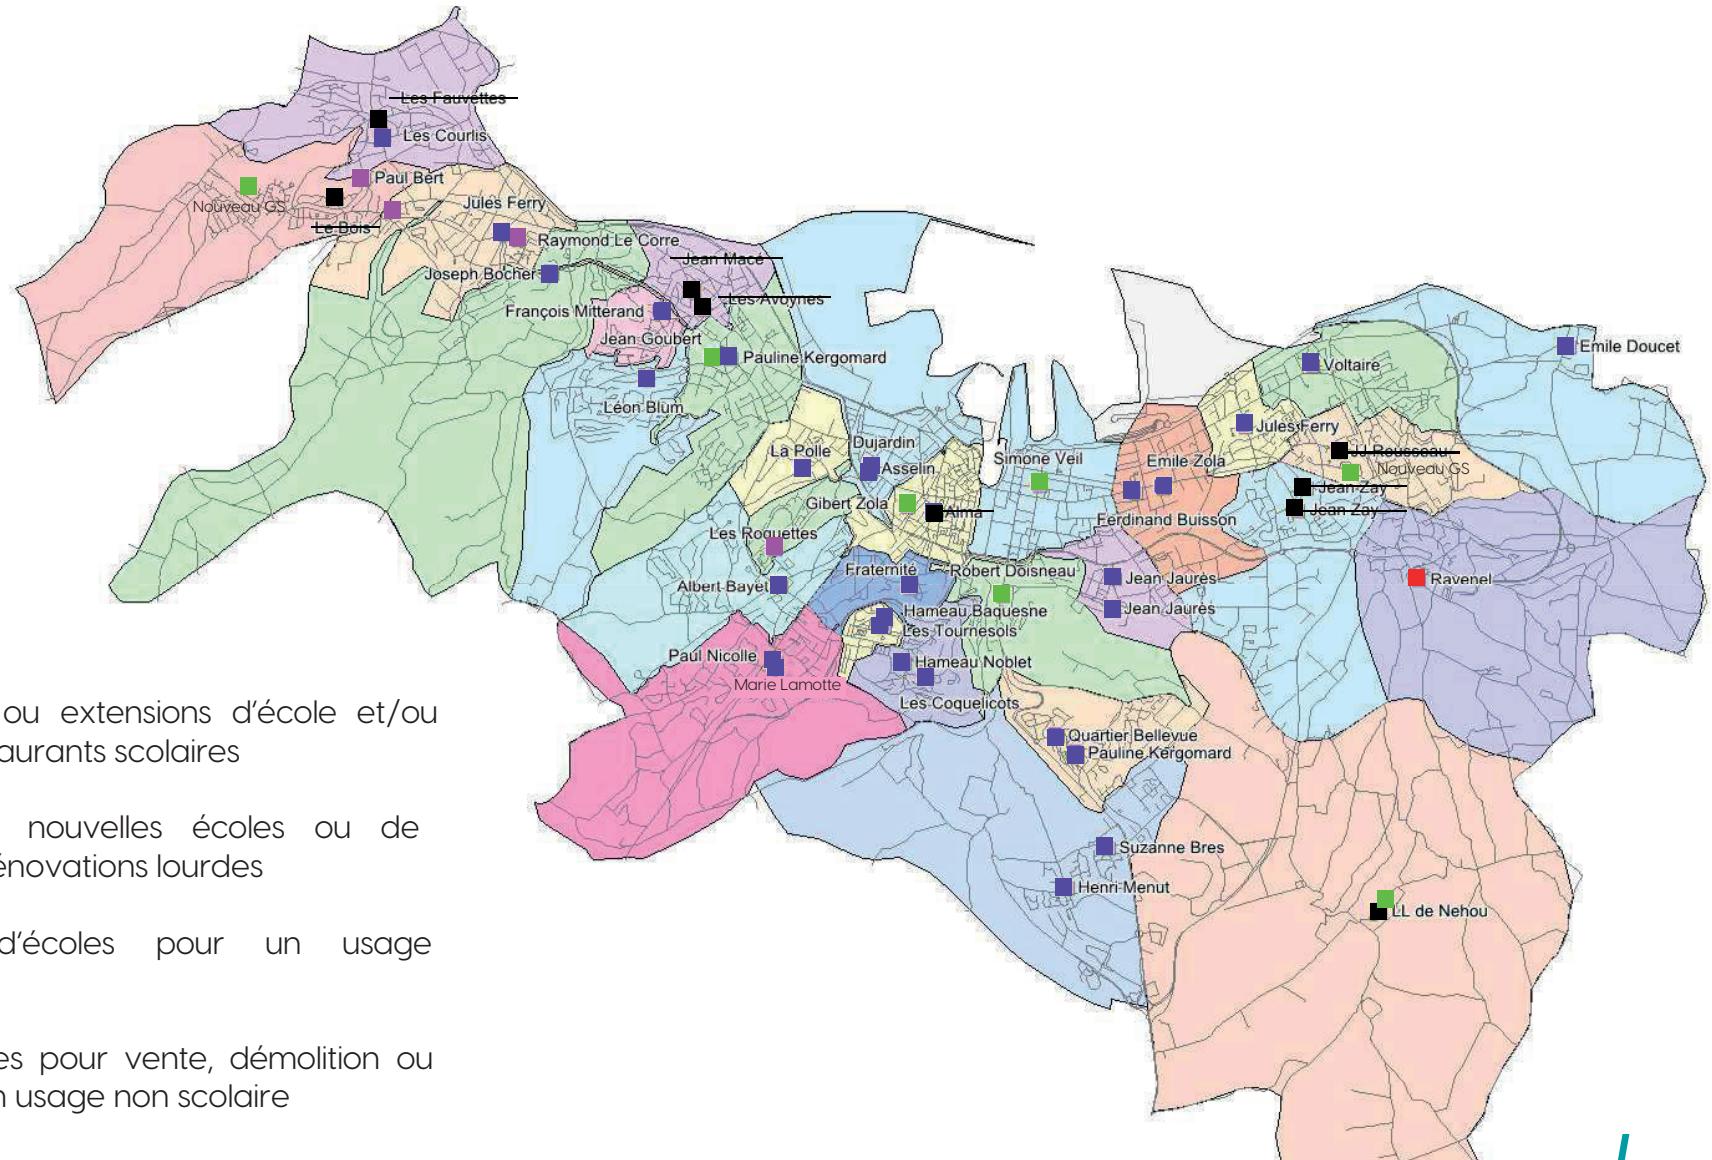 Les Fauvettes
Les Courlis
Paul Bert
Nouveau GS
Jules Ferry
Le Bois
Raymond Le Corre
Jean Macé
Joseph Bocher
Les Avoynes
François Mitterand
Jean Goubert
Pauline Kergomard
Emile Doucet
Voltaire
Léon Blum
Jules Ferry
La Polle
Dujardin
JJ Rousseau
Simone Veil
Emile Zola
Asselin
Nouveau GS
Jean Zay
Gibert Zola
Alma
Jean Zay
Ferdinand Buisson
Les Roquettes
Fraternité
Robert Doisneau
Jean Jaurès
Ravenel
Albert Bayet
Hameau Baquesne
Jean Jaurès
Les Tournesols
Paul Nicolle
Hameau Noblet
Marie Lamotte
Les Coquelicots
ou extensions d'école et/ou
aurants scolaires
Quartier Bellevue
Pauline Kergomard
nouvelles écoles ou de
énovations lourdes
Suzanne Bres
Henri Menut
LL de Nehou
d'écoles pour un usage
es pour vente, démolition ou
n usage non scolaire